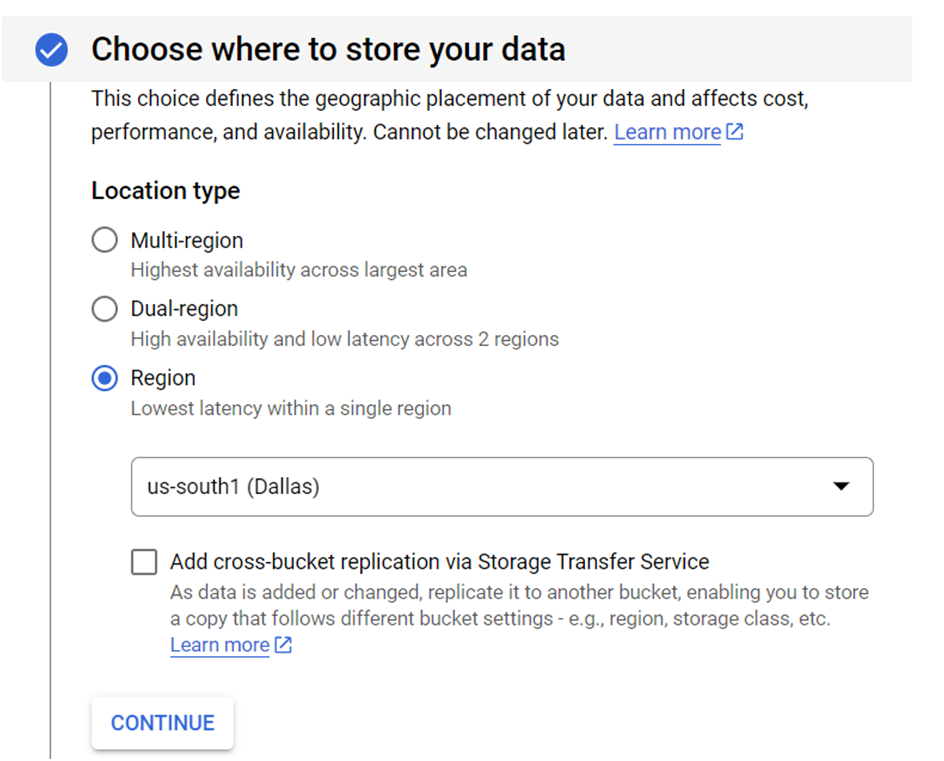 Choose where to store your data
This choice defines the geographic placement of your data and affects cost,
performance, and availability. Cannot be changed later. Learn more
Location type
Multi-region
Highest availability across largest area
Dual-region
High availability and low latency across 2 regions
Region
Lowest latency within a single region
us-south1 (Dallas)
Add cross-bucket replication via Storage Transfer Service
As data is added or changed, replicate it to another bucket, enabling you to store
a copy that follows different bucket settings - e.g., region, storage class, etc.
Learn more
CONTINUE